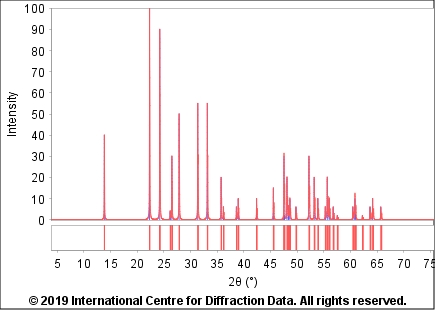 100
90
80
70
60
50
40
30
20
10
0
Intensity
5 10 15 20 25 30 35 40 45 50 55 60 65 70 75
2θ (°)
© 2019 International Centre for Diffraction Data. All rights reserved.